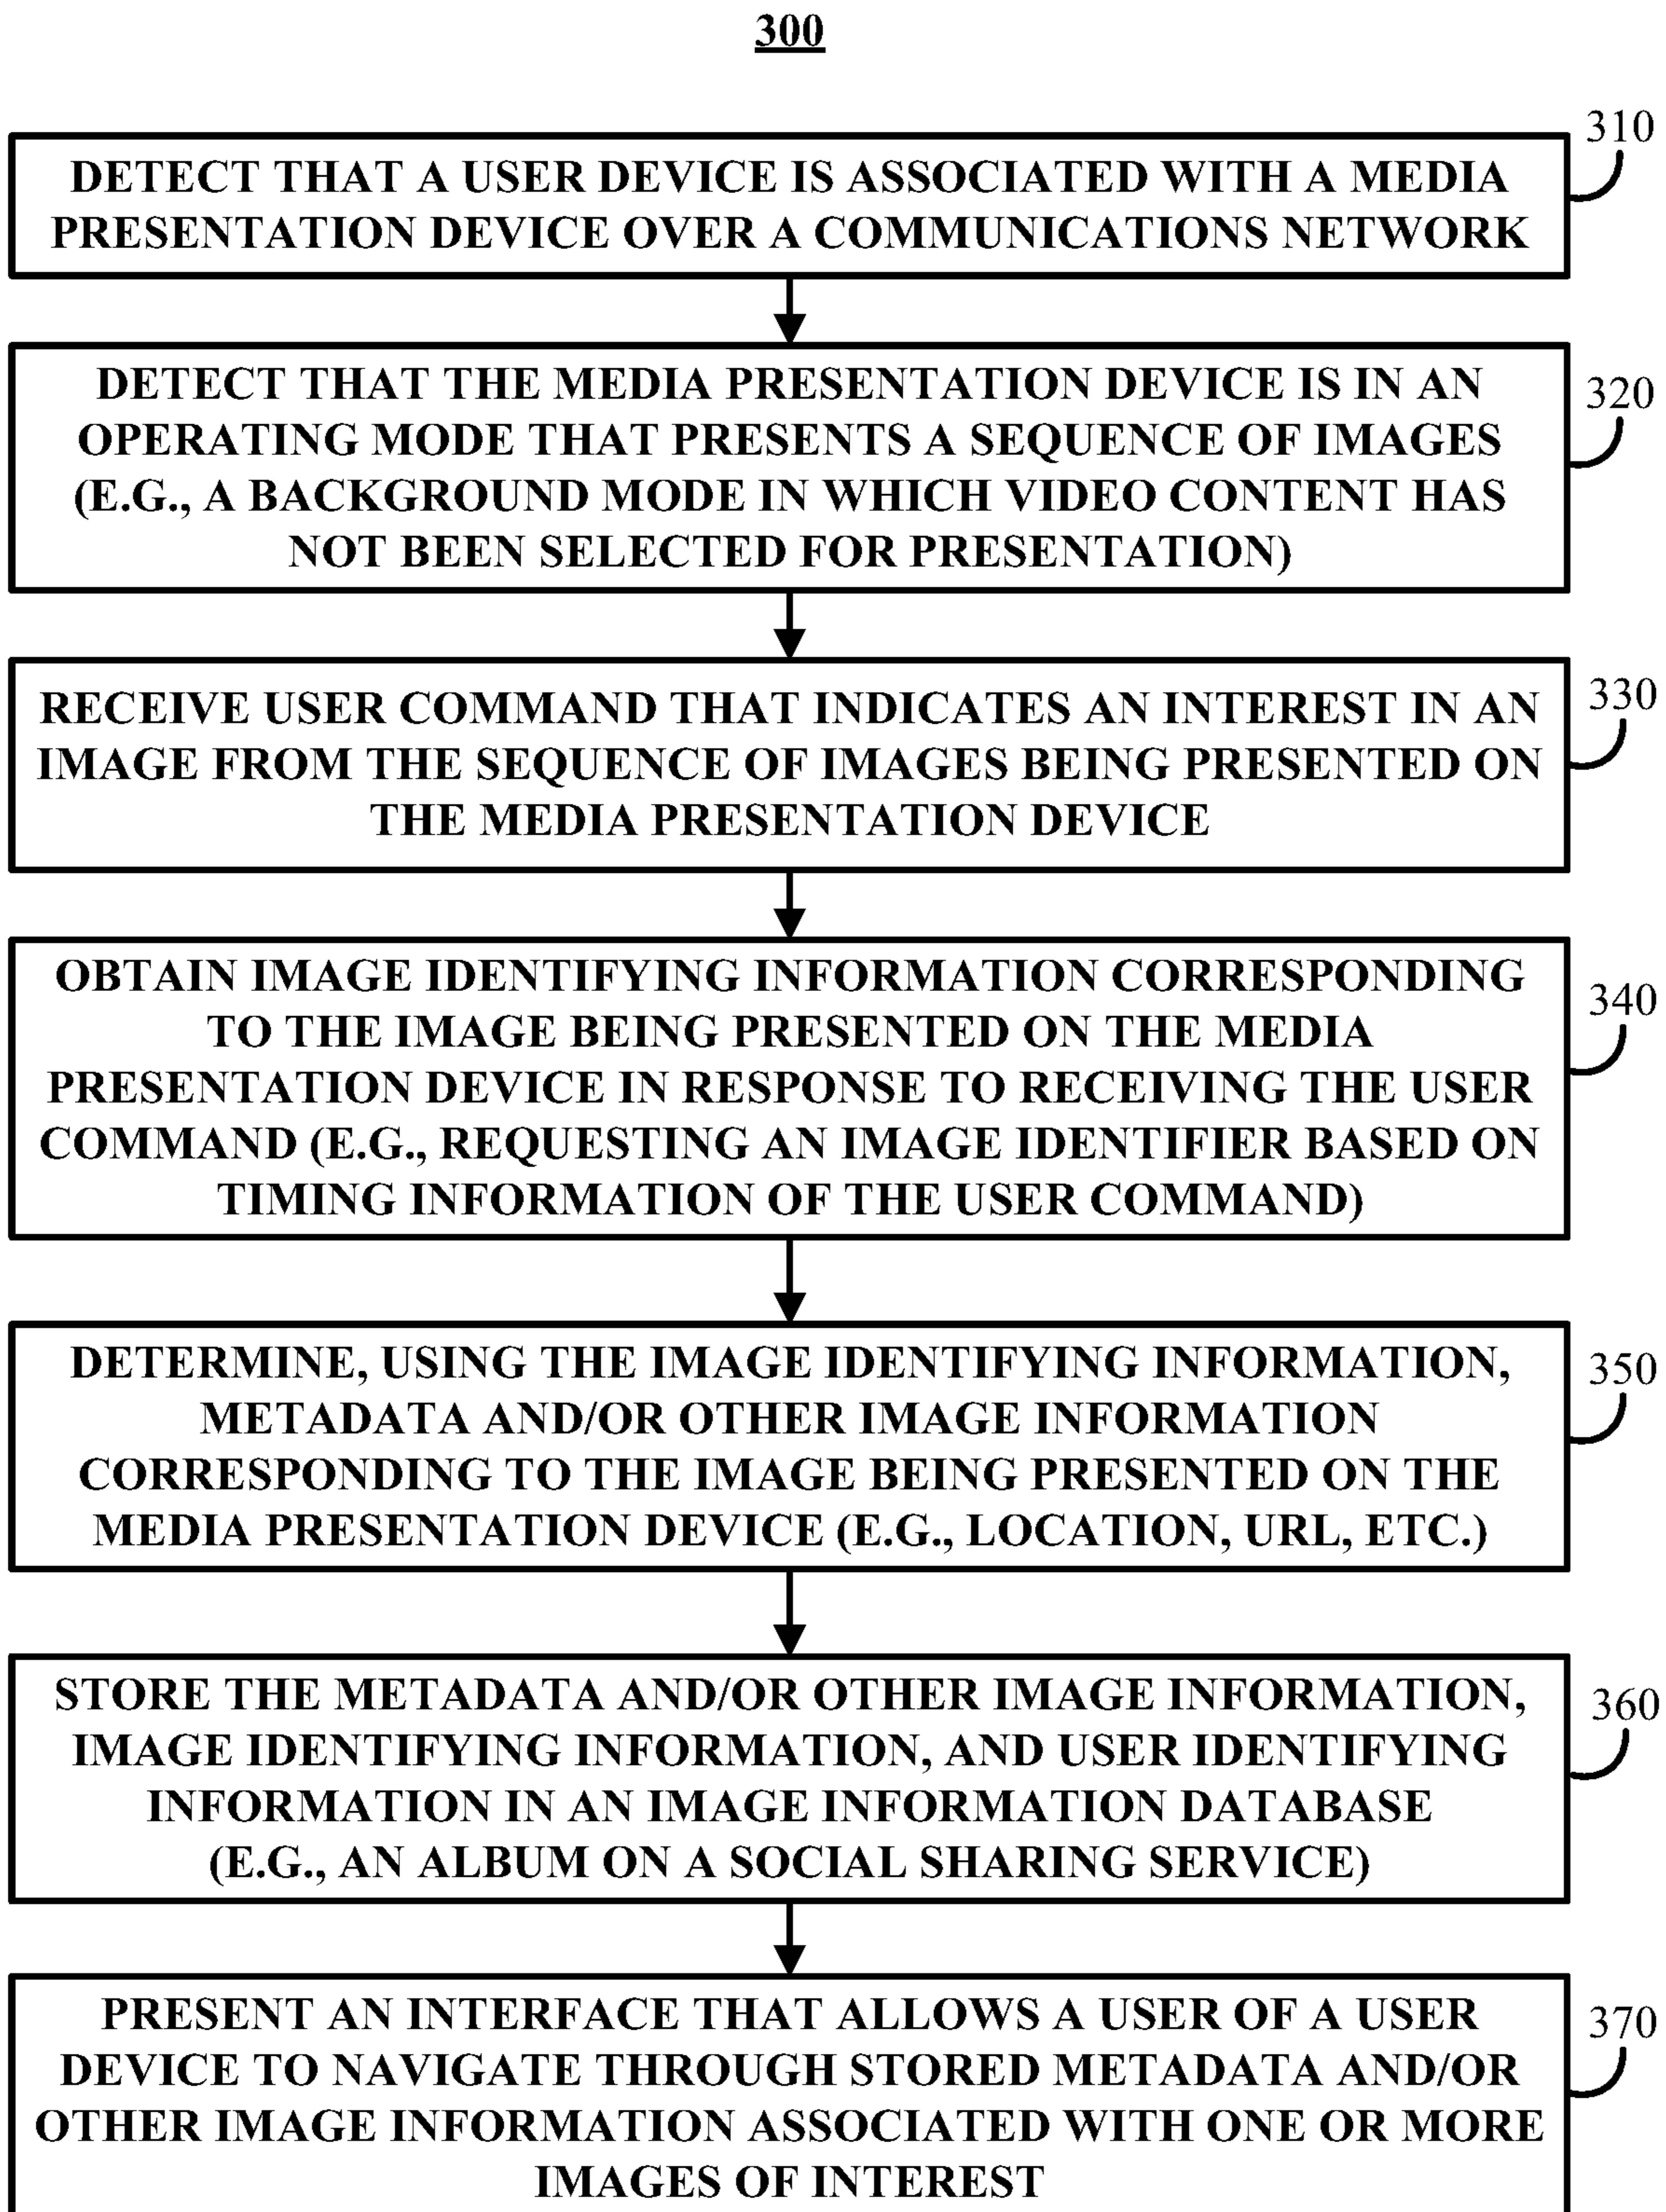 300
310
DETECT THAT A USER DEVICE IS ASSOCIATED WITH A MEDIA
PRESENTATION DEVICE OVER A COMMUNICATIONS NETWORK
320
DETECT THAT THE MEDIA PRESENTATION DEVICE IS IN AN
OPERATING MODE THAT PRESENTS A SEQUENCE OF IMAGES
(E.G., A BACKGROUND MODE IN WHICH VIDEO CONTENT HAS
NOT BEEN SELECTED FOR PRESENTATION)
330
RECEIVE USER COMMAND THAT INDICATES AN INTEREST IN AN
IMAGE FROM THE SEQUENCE OF IMAGES BEING PRESENTED ON
THE MEDIA PRESENTATION DEVICE
340
OBTAIN IMAGE IDENTIFYING INFORMATION CORRESPONDING
TO THE IMAGE BEING PRESENTED ON THE MEDIA
PRESENTATION DEVICE IN RESPONSE TO RECEIVING THE USER
COMMAND (E.G., REQUESTING AN IMAGE IDENTIFIER BASED ON
TIMING INFORMATION OF THE USER COMMAND)
350
DETERMINE, USING THE IMAGE IDENTIFYING INFORMATION,
METADATA AND/OR OTHER IMAGE INFORMATION
CORRESPONDING TO THE IMAGE BEING PRESENTED ON THE
MEDIA PRESENTATION DEVICE (E.G., LOCATION, URL, ETC.)
360
STORE THE METADATA AND/OR OTHER IMAGE INFORMATION,
IMAGE IDENTIFYING INFORMATION, AND USER IDENTIFYING
INFORMATION IN AN IMAGE INFORMATION DATABASE
(E.G., AN ALBUM ON A SOCIAL SHARING SERVICE)
370
PRESENT AN INTERFACE THAT ALLOWS A USER OF A USER
DEVICE TO NAVIGATE THROUGH STORED METADATA AND/OR
OTHER IMAGE INFORMATION ASSOCIATED WITH ONE OR MORE
IMAGES OF INTEREST